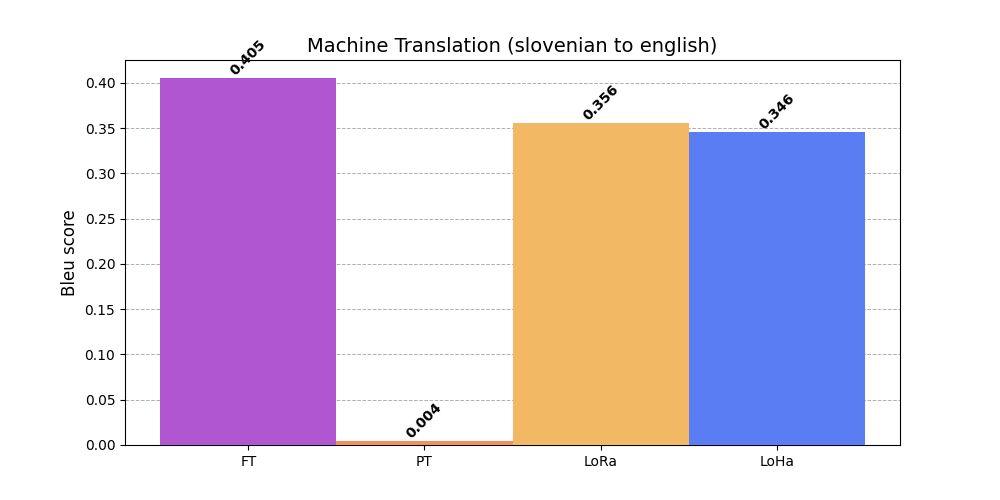 Machine Translation (slovenian to english)
0.405
0.004
0.356
0.346
Bleu score
0.40
0.35
0.30
0.25
0.20
0.15
0.10
0.05
0.00
FT
PT
LoRa
LoHa